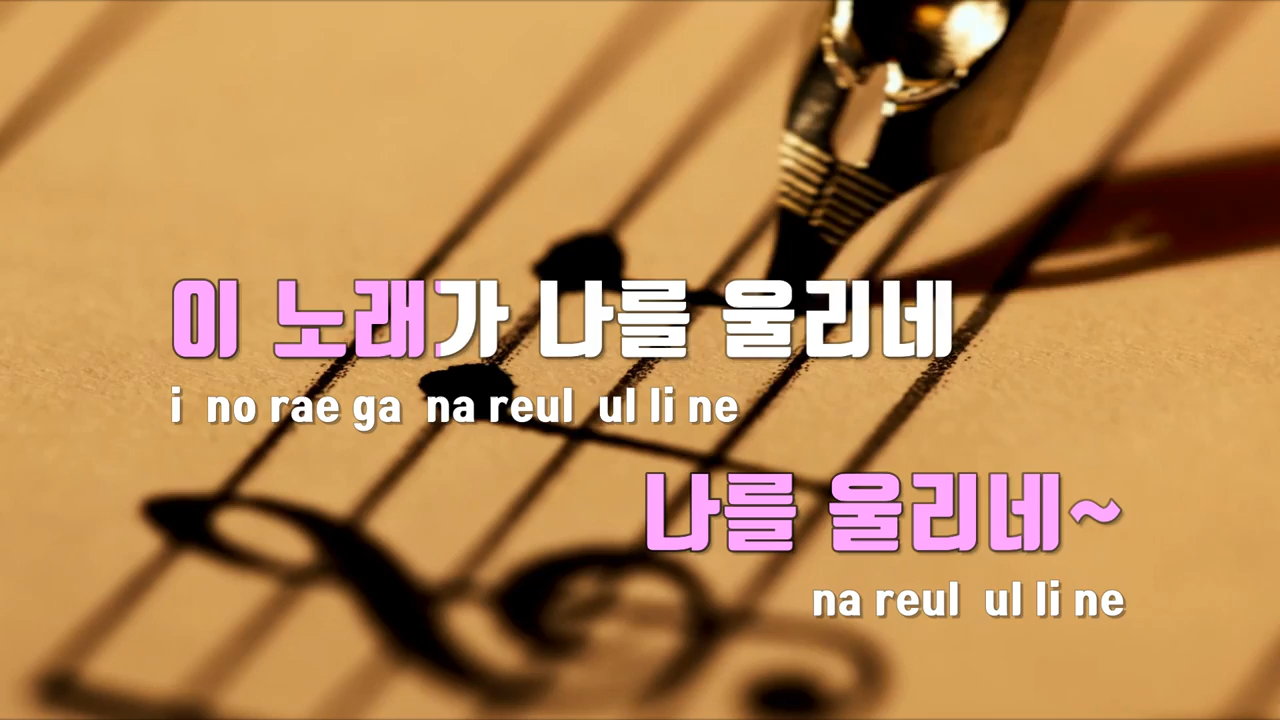 이 노래가 나를 울리네
i no rae ga na reul ul li ne
나를 울리네~
na reul ul li ne